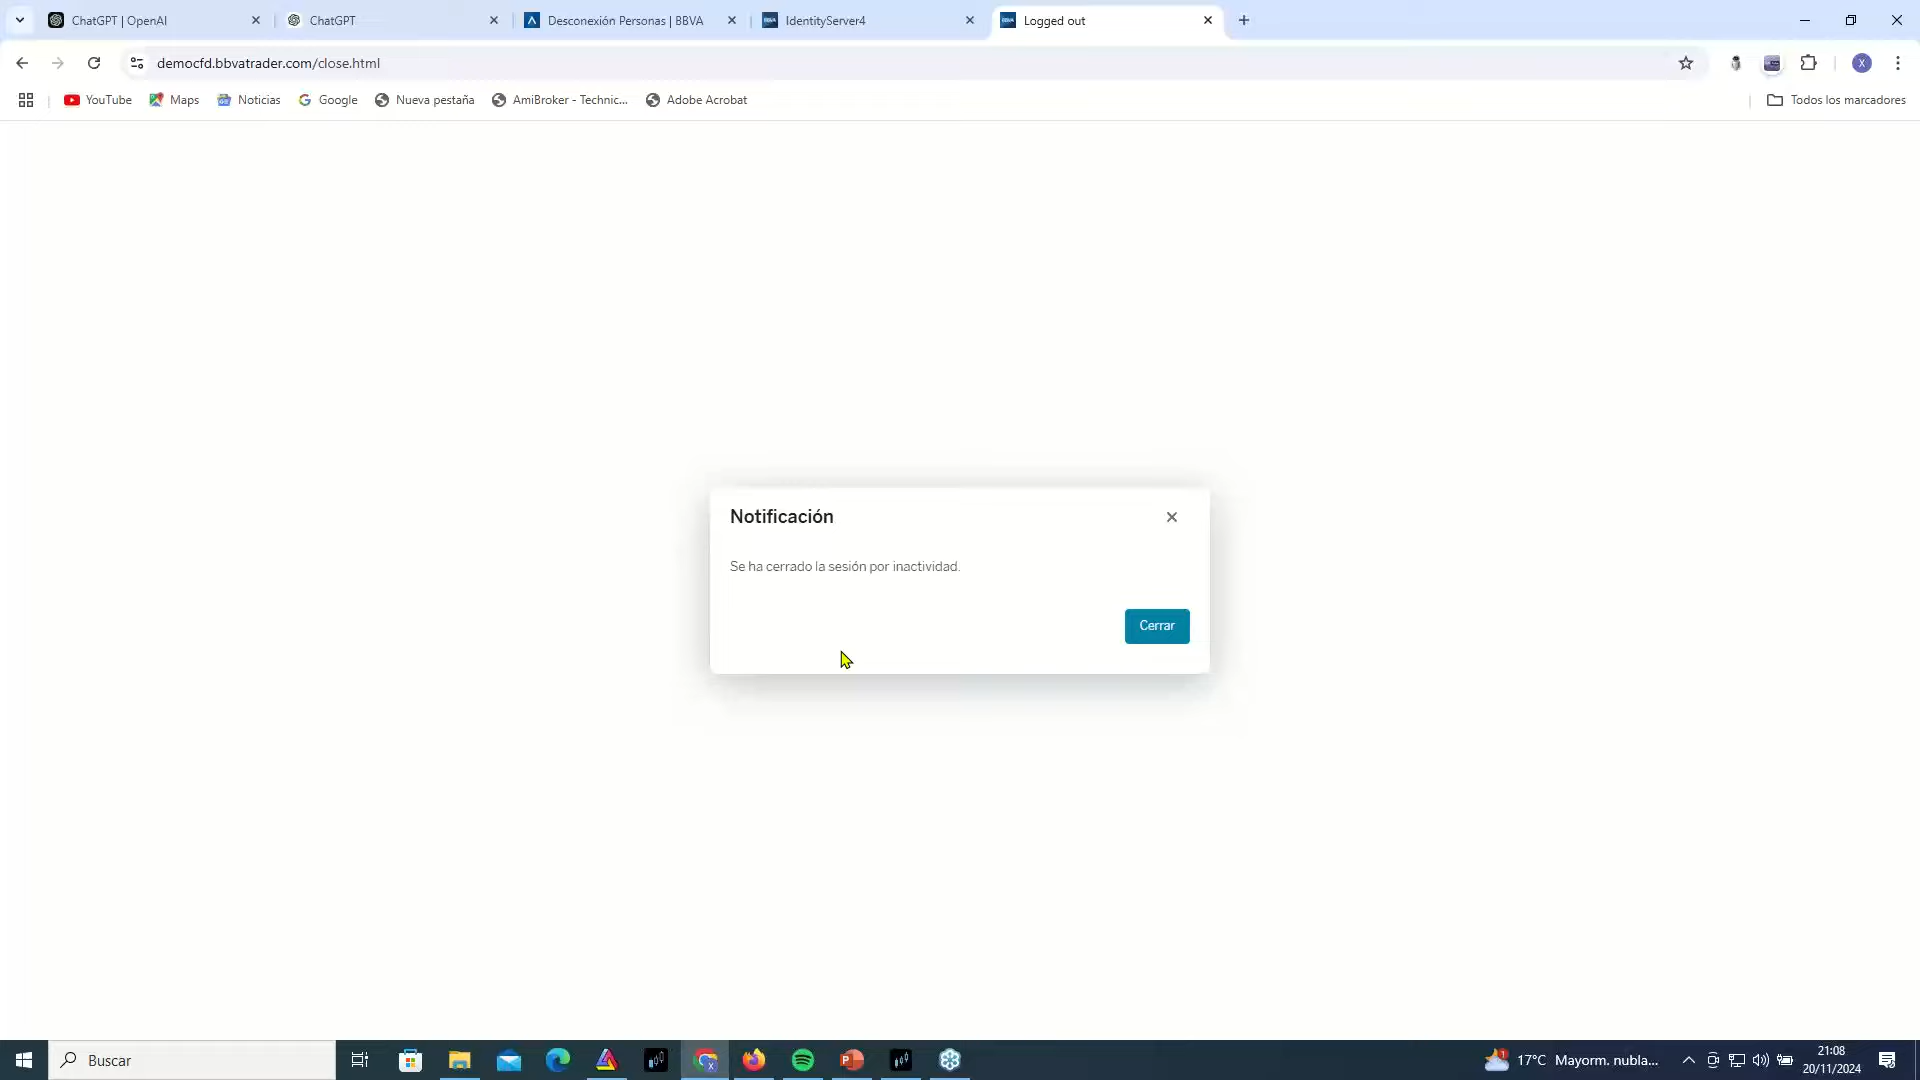 ChatGPT | OpenAI
ChatGPT
Desconexión Personas | BBVA
IdentityServer4
Logged out
democfd.bbvatrader.com/close.html
X
YouTube
Maps
Noticias
Google
Nueva pestaña
AmiBroker - Technic...
Adobe Acrobat
Todos los marcadores
Notificación
Se ha cerrado la sesión por inactividad.
Cerrar
Buscar
17°C Mayorm. nubla...
21:08
20/11/2024